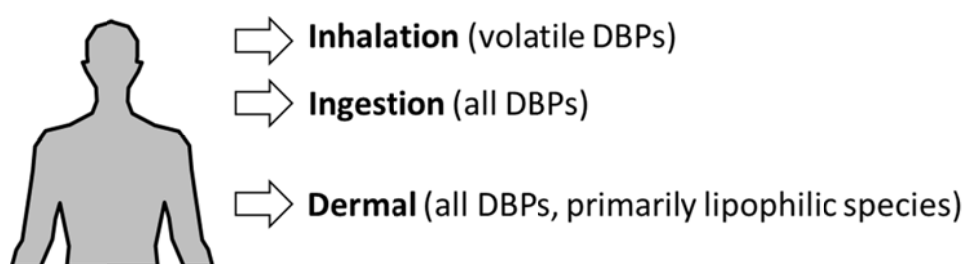 Inhalation (volatile DBPs)
Ingestion (all DBPs)
Dermal (all DBPs, primarily lipophilic species)